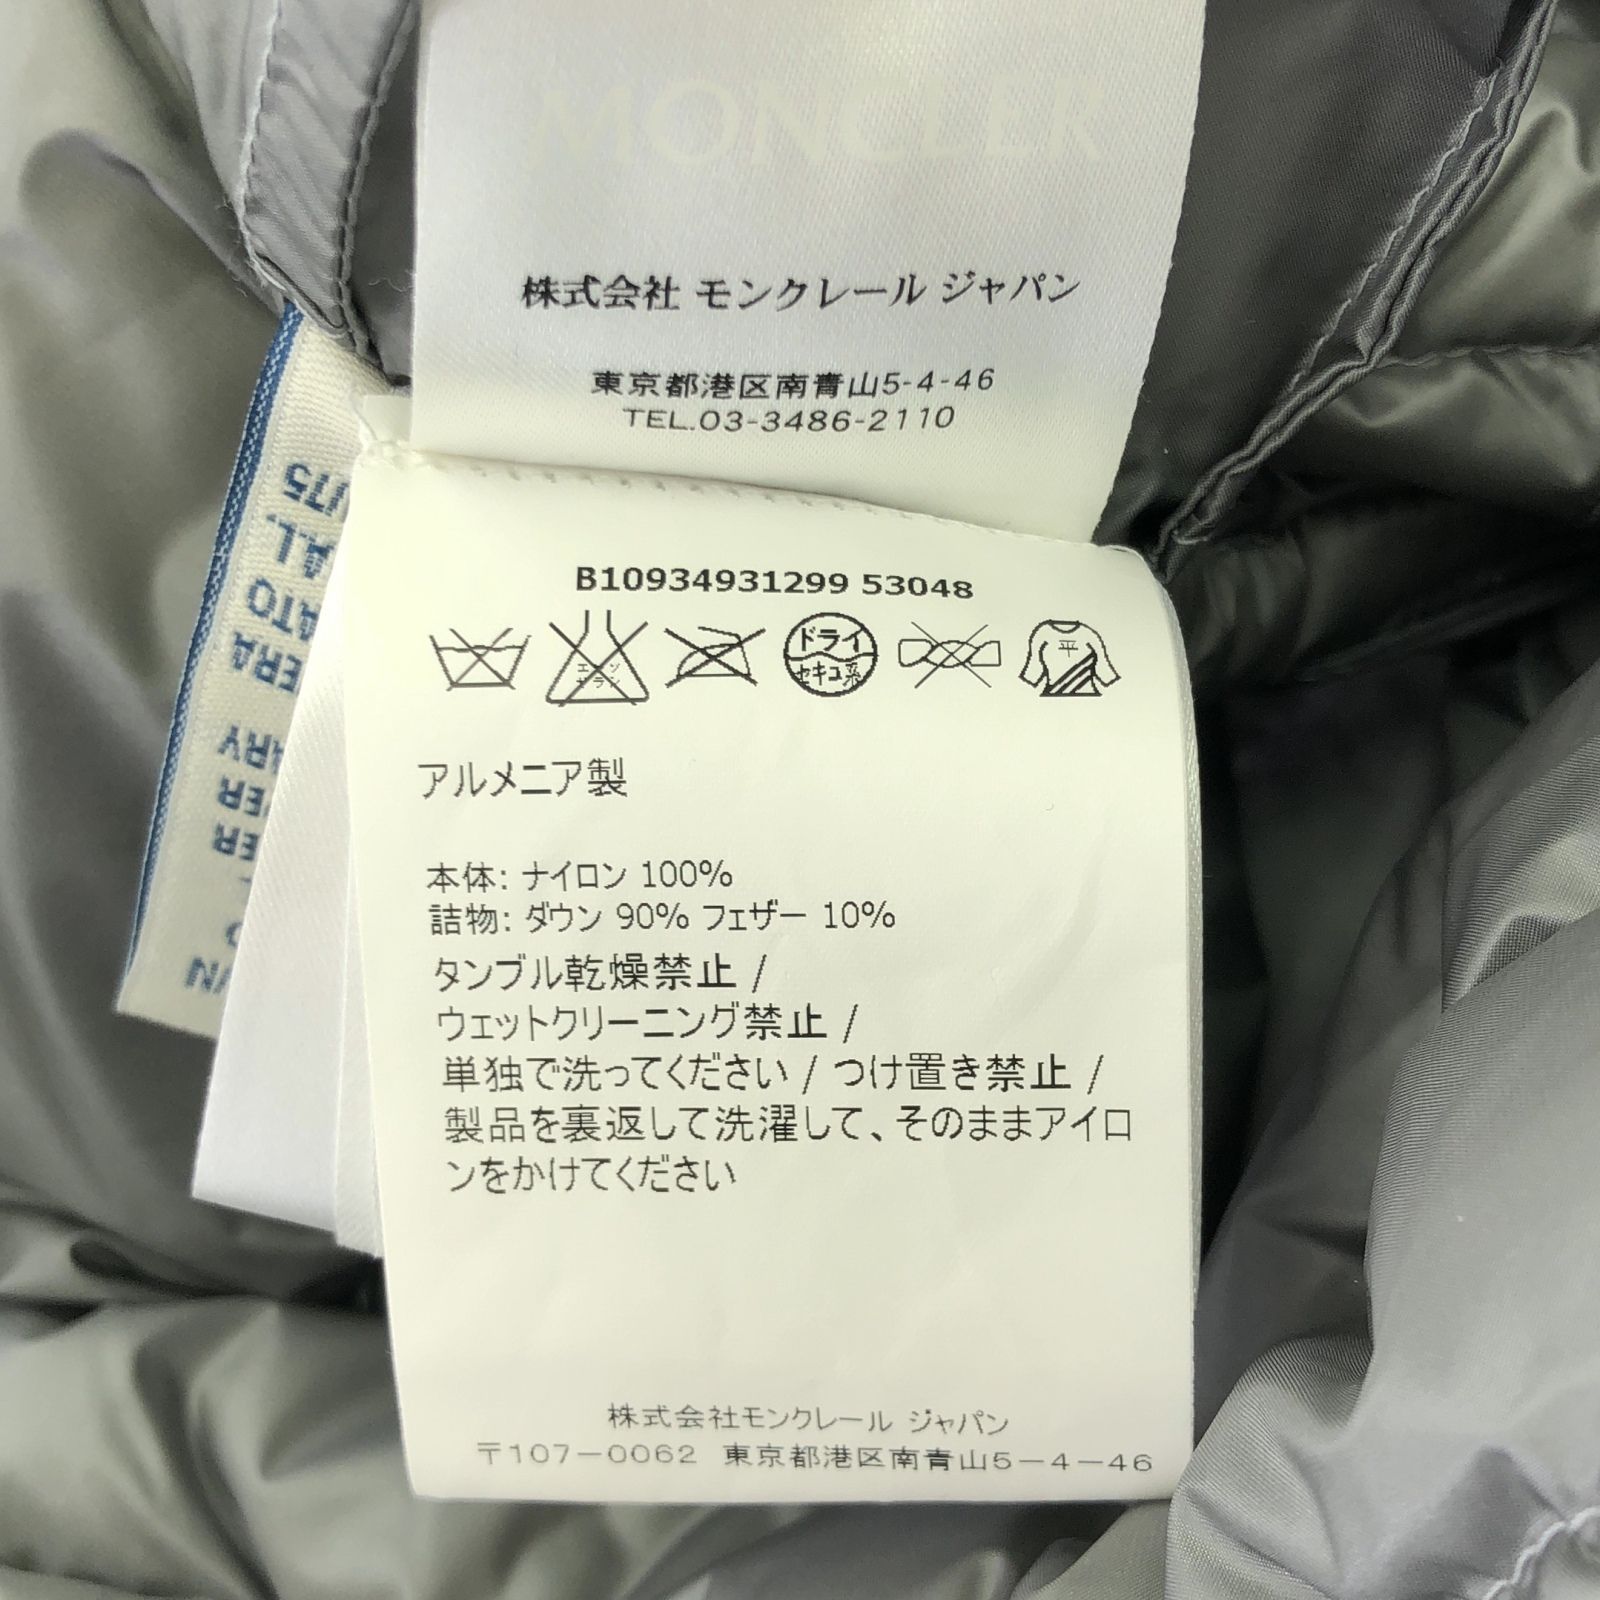 MONCLER
株式会社 モンクレール ジャパン
東京都港区南青山5-4-46
TEL.03-3486-2110
B10934931299 53048
エンソ
エラン
ドライ
セキユ系
平
アルメニア製
本体: ナイロン 100%
詰物: ダウン 90% フェザー 10%
タンブル乾燥禁止 /
ウェットクリーニング禁止 /
単独で洗ってください / つけ置き禁止 /
製品を裏返して洗濯して、そのままアイロ
ンをかけてください
株式会社モンクレール ジャパン
〒107-0062 東京都港区南青山5-4-46